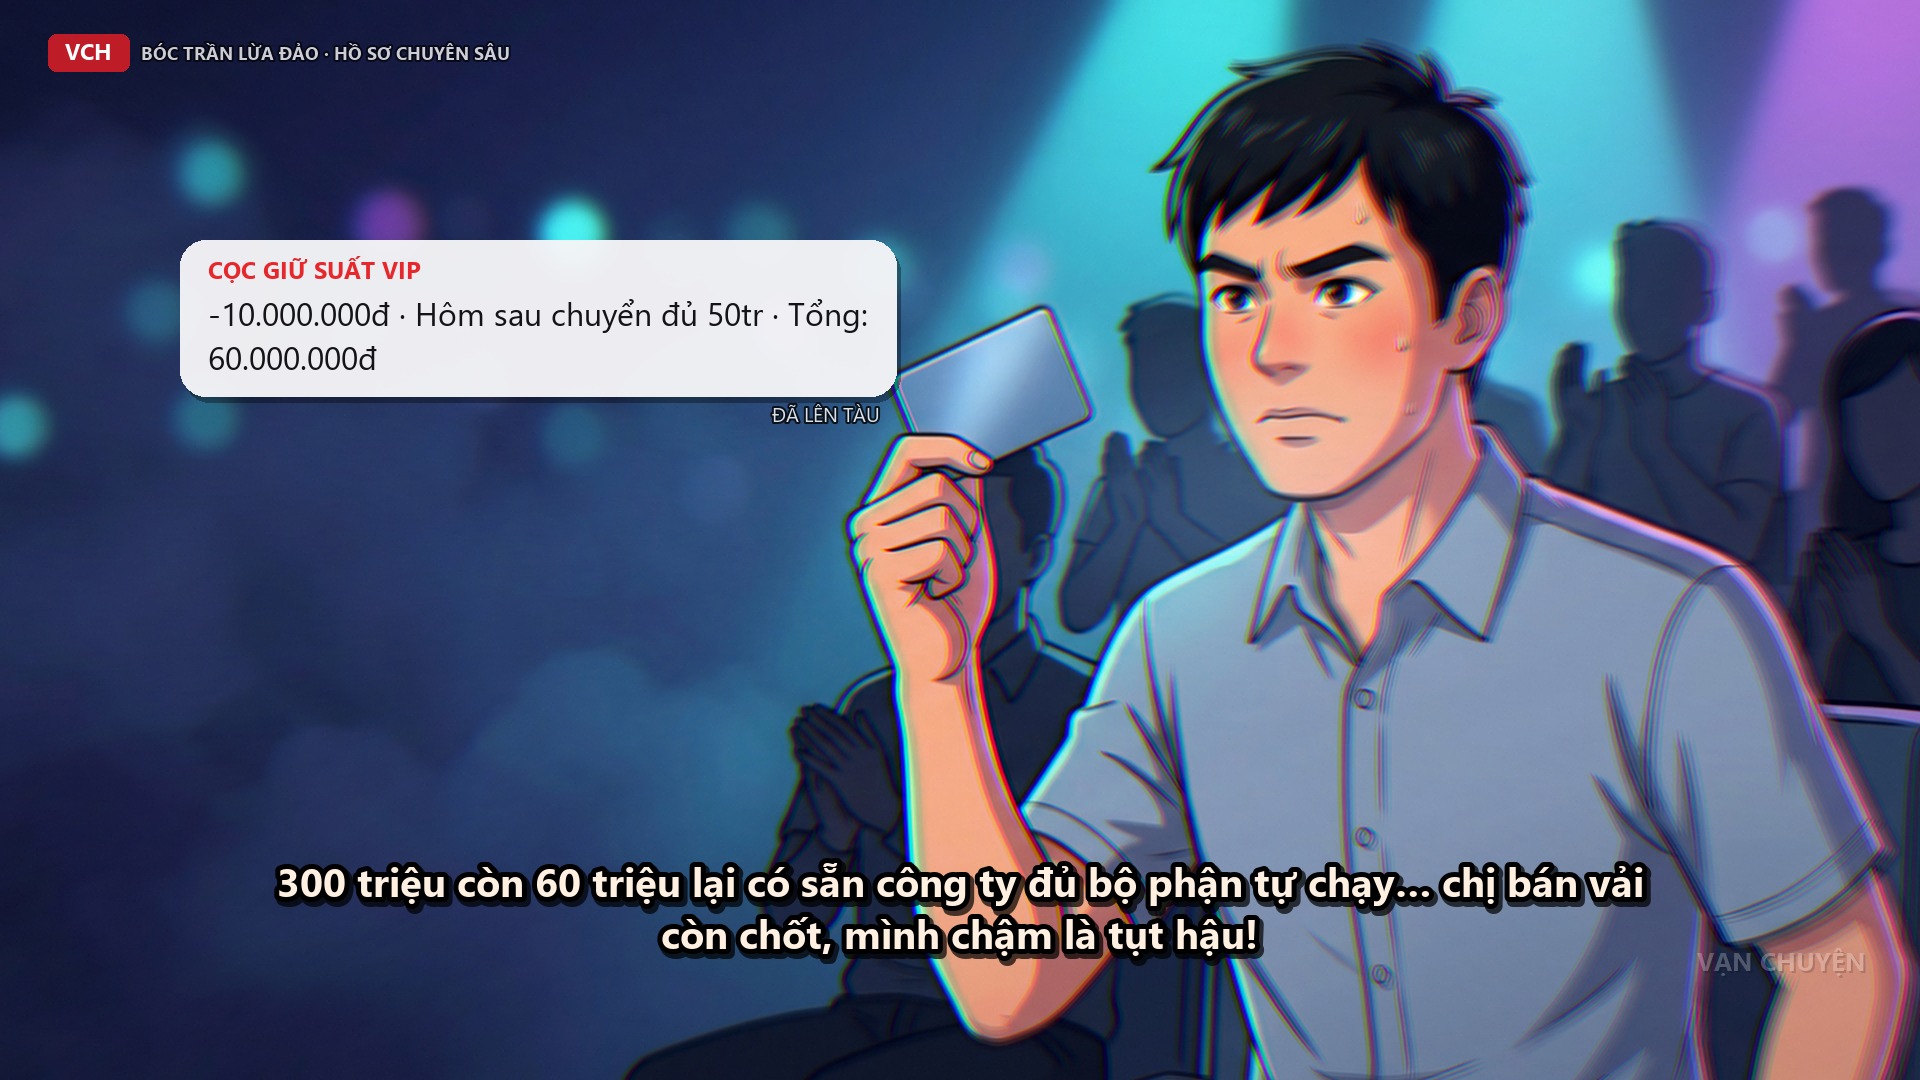 VCH BÓC TRẦN LỪA ĐẢO · HỒ SƠ CHUYÊN SÂU
CỌC GIỮ SUẤT VIP
-10.000.000đ · Hôm sau chuyển đủ 50tr · Tổng:
60.000.000đ
ĐÃ LÊN TÀU
300 triệu còn 60 triệu lại có sẵn công ty đủ bộ phận tự chạy... chị bán vải
còn chốt, mình chậm là tụt hậu!
VẠN CHUYỆN